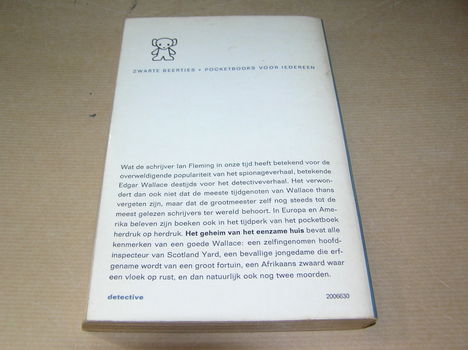 ZWARTE BEERTJES • POCKETBOOKS VOOR IEDEREEN
Wat de schrijver Ian Fleming in onze tijd heeft betekend voor de
overweldigende populariteit van het spionageverhaal, betekende
Edgar Wallace destijds voor het detectiveverhaal. Het verwon-
dert dan ook niet dat de meeste tijdgenoten van Wallace thans
vergeten zijn, maar dat de grootmeester zelf nog steeds tot de
meest gelezen schrijvers ter wereld behoort. In Europa en Ame-
rika beleven zijn boeken ook in het tijdperk van het pocketboek
herdruk op herdruk. Het geheim van het eenzame huis bevat alle
kenmerken van een goede Wallace: een zelfingenomen hoofd-
inspecteur van Scotland Yard, een bevallige jongedame die erf-
gename wordt van een groot fortuin, een Afrikaans zwaard waar
een vloek op rust, en dan natuurlijk ook nog twee moorden.
detective
2006630